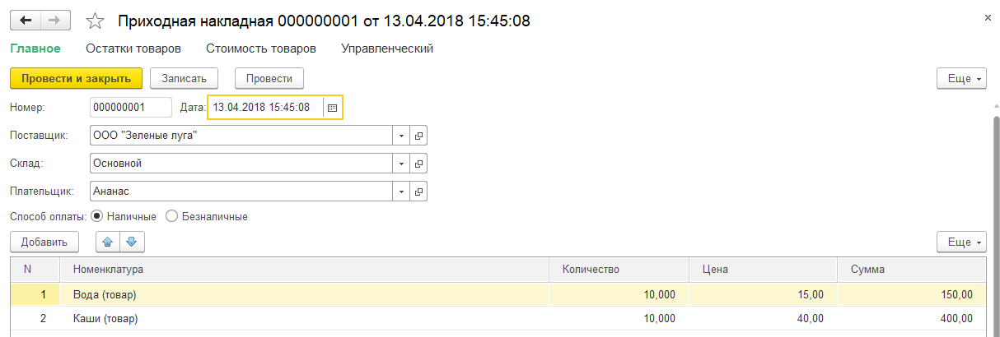 Приходная накладная 000000001 от 13.04.2018 15:45:08
Главное Остатки товаров Стоимость товаров Управленческий
Провести и закрыть Записать Провести Еще
Номер: 000000001 Дата: 13.04.2018 15:45:08
Поставщик: ООО "Зеленые луга"
Склад: Основной
Плательщик: Ананас
Способ оплаты: Наличные Безналичные
Добавить Еще
N Номенклатура Количество Цена Сумма
1 Вода (товар) 10,000 15,00 150,00
2 Каши (товар) 10,000 40,00 400,00